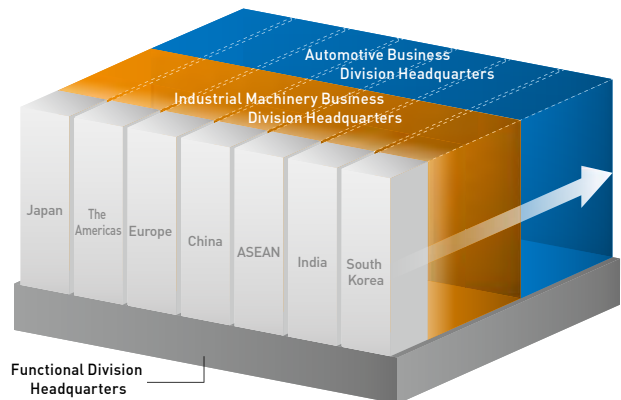 Automotive Business
Division Headquarters
Industrial Machinery Business
Division Headquarters
Japan
The
Americas
Europe
China
ASEAN
India
South
Korea
Functional Division
Headquarters